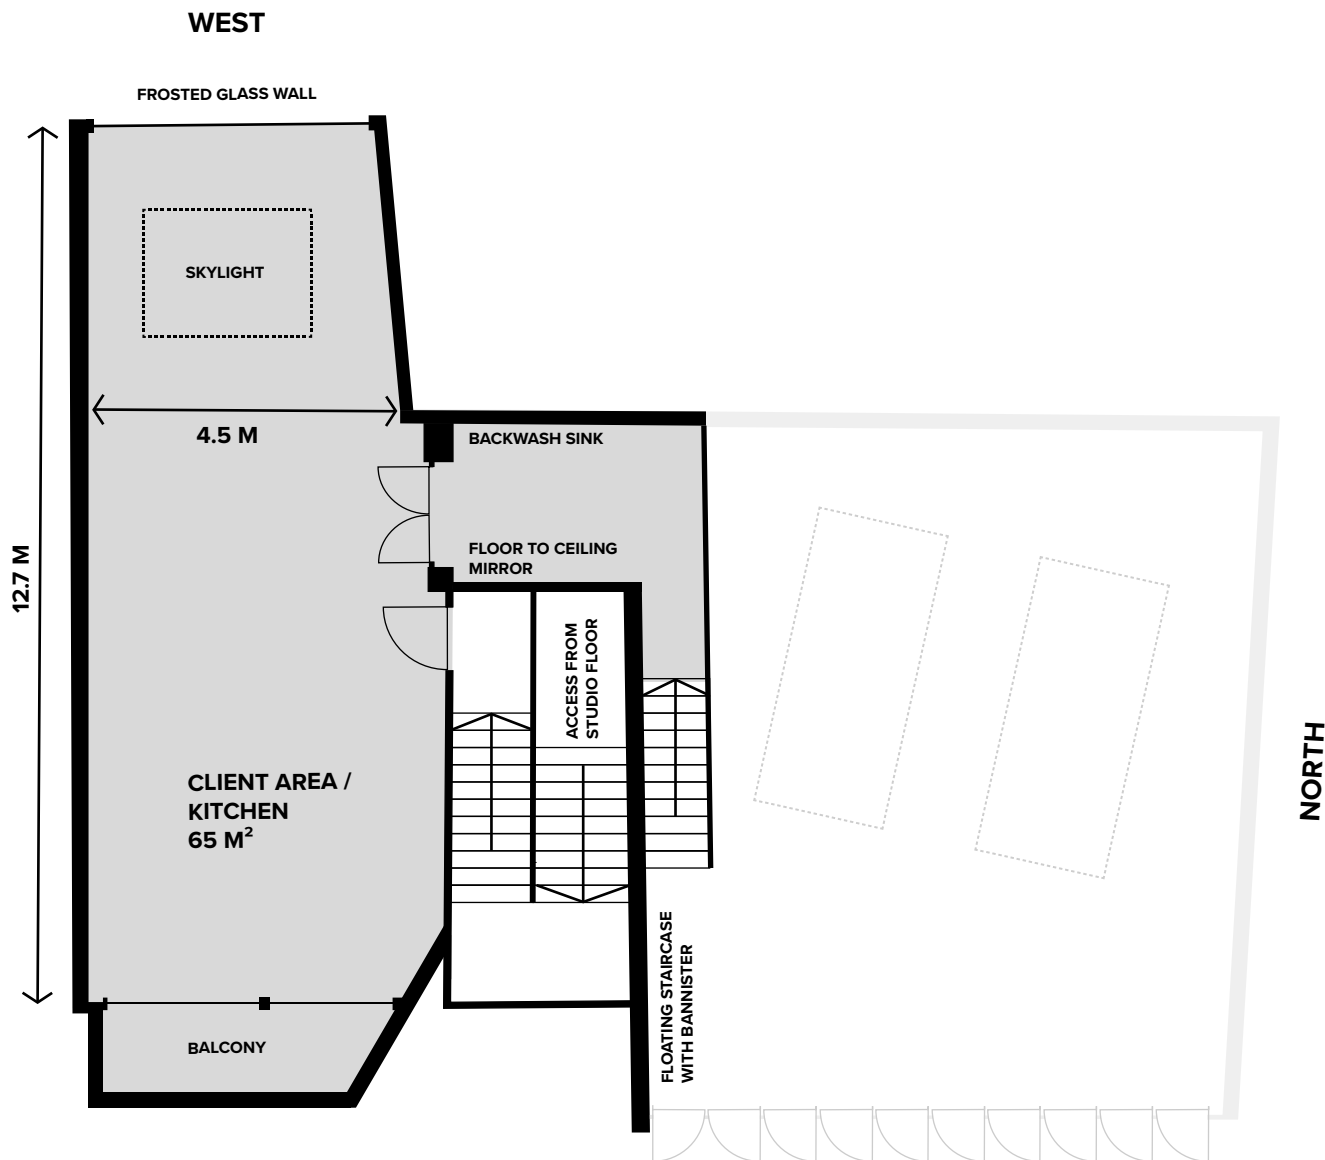 WEST
FROSTED GLASS WALL
SKYLIGHT
4.5 M
12.7 M
BACKWASH SINK
FLOOR TO CEILING
MIRROR
ACCESS FROM
STUDIO FLOOR
CLIENT AREA /
KITCHEN
65 M²
NORTH
FLOATING STAIRCASE
WITH BANNISTER
BALCONY